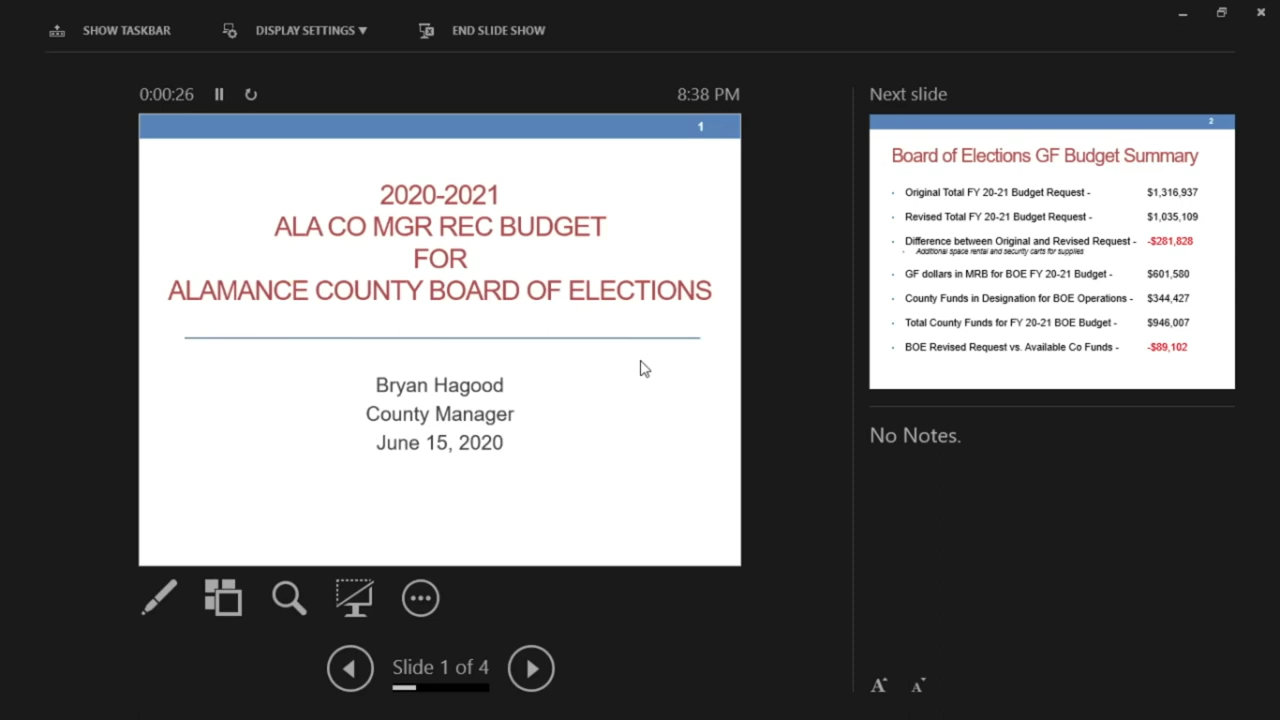 SHOW TASKBAR
DISPLAY SETTINGS ▼
END SLIDE SHOW
0:00:26
8:38 PM
1
2020-2021
ALA CO MGR REC BUDGET
FOR
ALAMANCE COUNTY BOARD OF ELECTIONS
Bryan Hagood
County Manager
June 15, 2020
Slide 1 of 4
Next slide
2
Board of Elections GF Budget Summary
· Original Total FY 20-21 Budget Request - $1,316,937
· Revised Total FY 20-21 Budget Request - $1,035,109
· Difference between Original and Revised Request - -$281,828
· Additional space rental and security carts for supplies
· GF dollars in MRB for BOE FY 20-21 Budget - $601,580
· County Funds in Designation for BOE Operations - $344,427
· Total County Funds for FY 20-21 BOE Budget - $946,007
· BOE Revised Request vs. Available Co Funds - -$89,102
No Notes.
A A